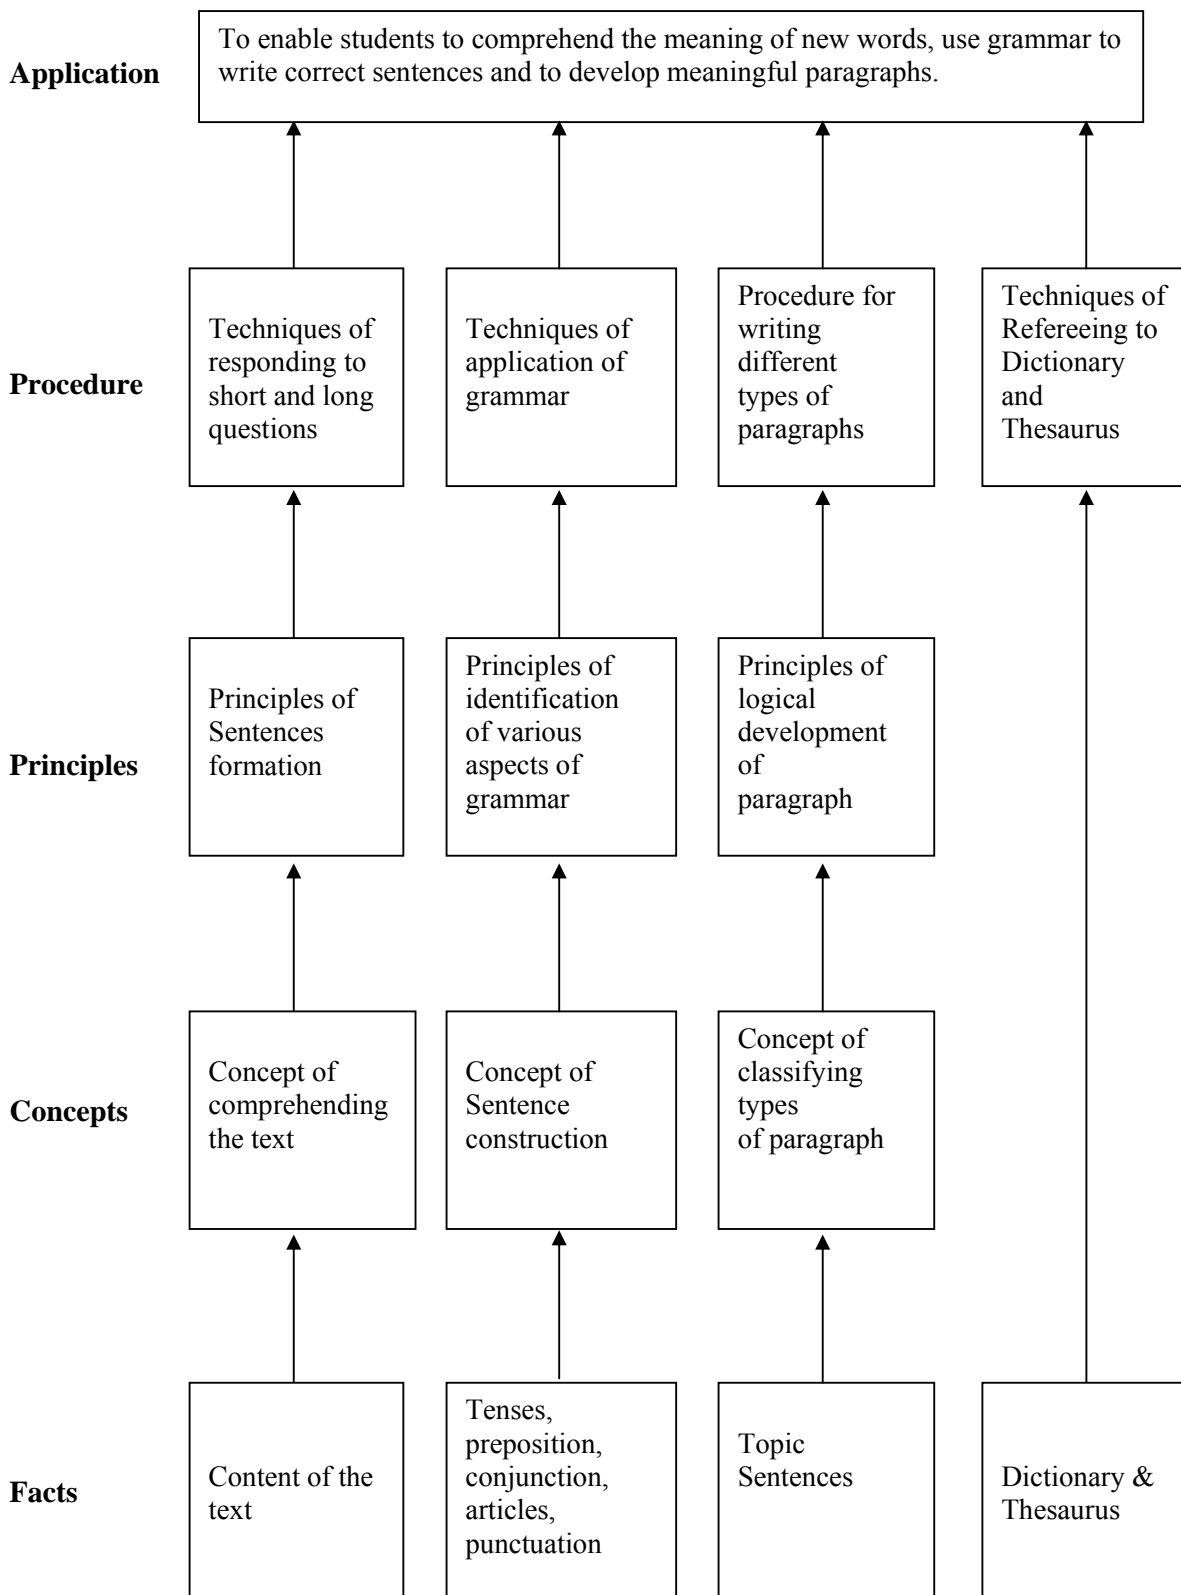 Application
To enable students to comprehend the meaning of new words, use grammar to
write correct sentences and to develop meaningful paragraphs.
Procedure
Techniques of
responding to
short and long
questions
Techniques of
application of
grammar
Procedure for
writing
different
types of
paragraphs
Techniques of
Refereeing to
Dictionary
and
Thesaurus
Principles
Principles of
Sentences
formation
Principles of
identification
of various
aspects of
grammar
Principles of
logical
development
of
paragraph
Concepts
Concept of
comprehending
the text
Concept of
Sentence
construction
Concept of
classifying
types
of paragraph
Facts
Content of the
text
Tenses,
preposition,
conjunction,
articles,
punctuation
Topic
Sentences
Dictionary &
Thesaurus